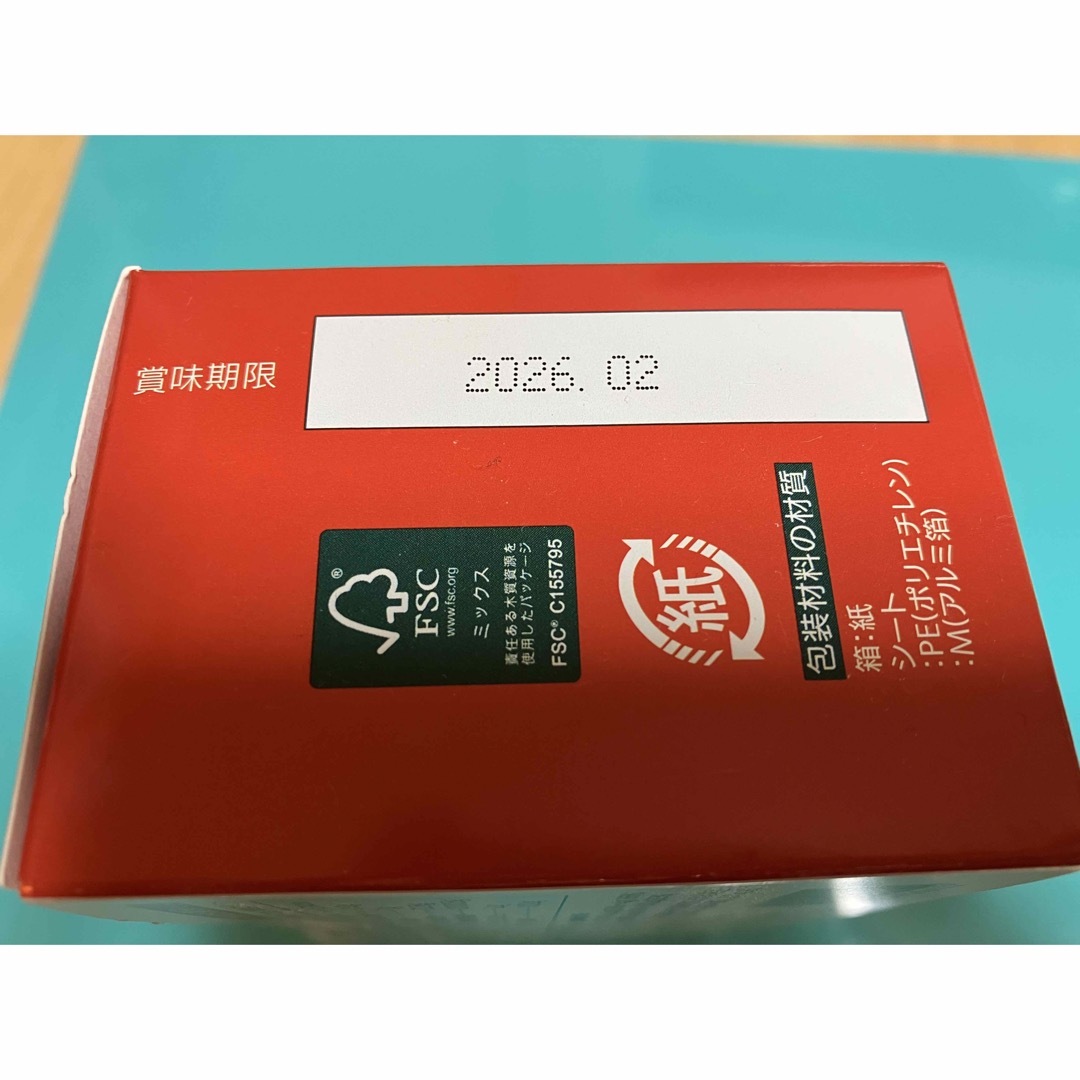 賞味期限
2026.02
®
FSC
www.fsc.org
ミックス
責任ある木質資源を
使用したパッケージ
FSC® C155795
紙
包装材料の材質
箱:紙
シート
:PE(ポリエチレン)
:M(アルミ箔)